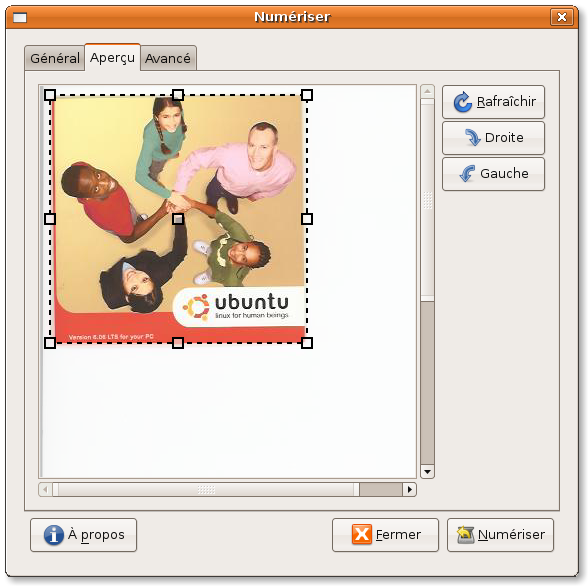 Numériser
Général Aperçu Avancé
Rafraîchir
Droite
Gauche
ubuntu
linux for human beings
Version 6.06 LTS for your PC
À propos
Fermer
Numériser